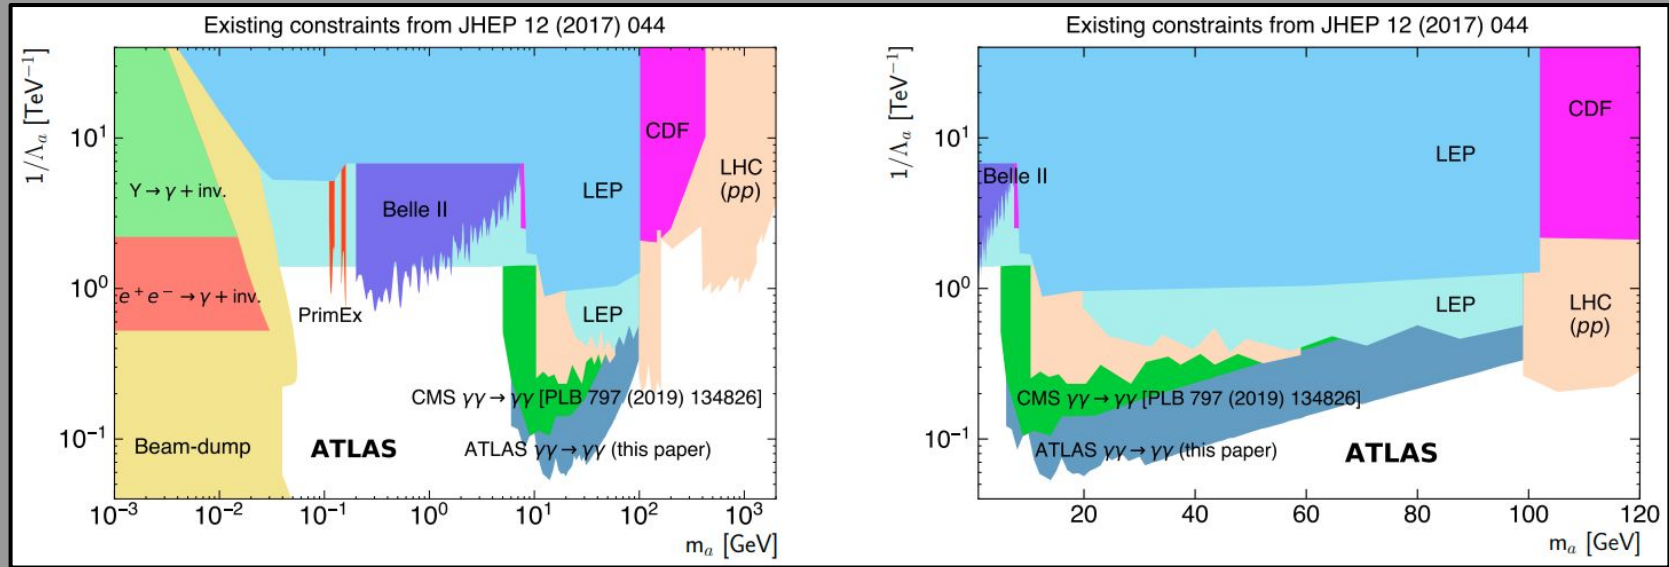 Existing constraints from JHEP 12 (2017) 044
1/Λₐ [TeV⁻¹]
10¹
10⁰
10⁻¹
Υ → γ + inv.
e⁺e⁻ → γ + inv.
Beam-dump
PrimEx
Belle II
LEP
CDF
LHC
(pp)
LEP
CMS γγ → γγ [PLB 797 (2019) 134826]
ATLAS γγ → γγ (this paper)
ATLAS
10⁻³ 10⁻² 10⁻¹ 10⁰ 10¹ 10² 10³
mₐ [GeV]
Existing constraints from JHEP 12 (2017) 044
1/Λₐ [TeV⁻¹]
10¹
10⁰
10⁻¹
Belle II
LEP
CDF
LEP
LHC
(pp)
CMS γγ → γγ [PLB 797 (2019) 134826]
ATLAS γγ → γγ (this paper)
ATLAS
20 40 60 80 100 120
mₐ [GeV]